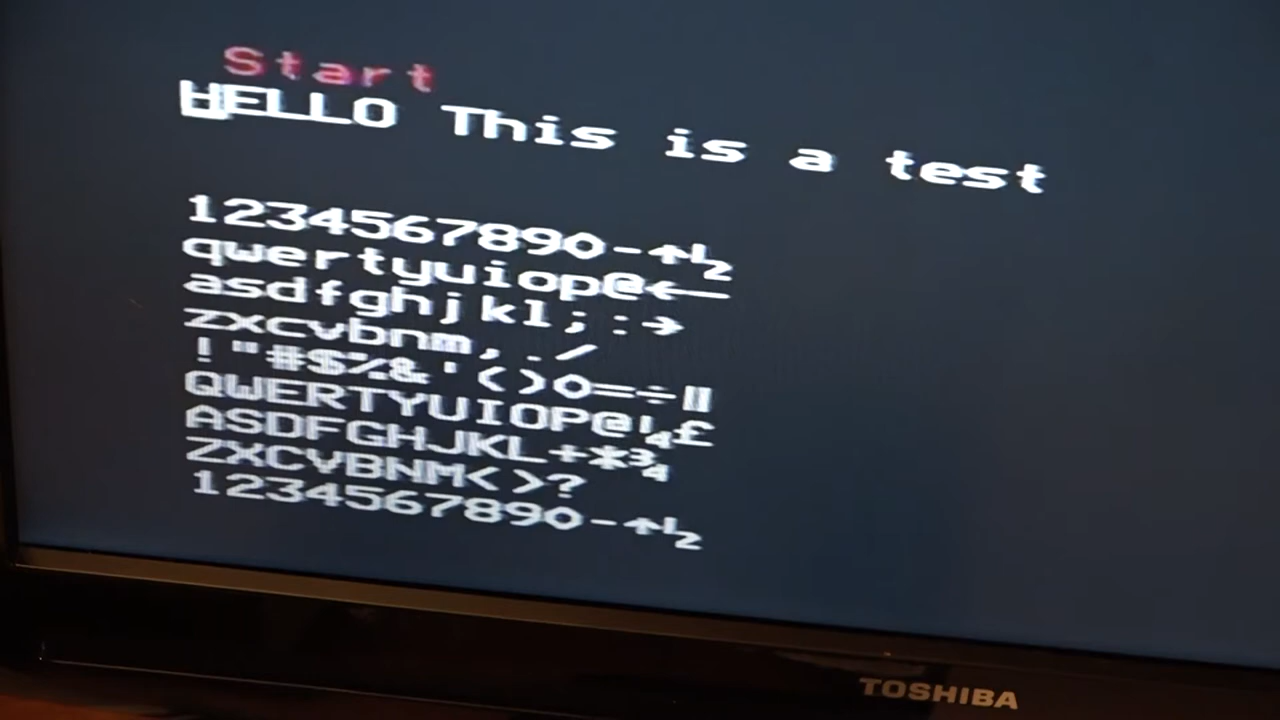 Start
HELLO This is a test
1234567890-↑½
qwertyuiop@←
asdfghjkl;:→
zxcvbnm,./
!"#$%&'()0=÷‖
QWERTYUIOP@¼£
ASDFGHJKL+*¾
ZXCVBNM<>?
1234567890-↑½
TOSHIBA